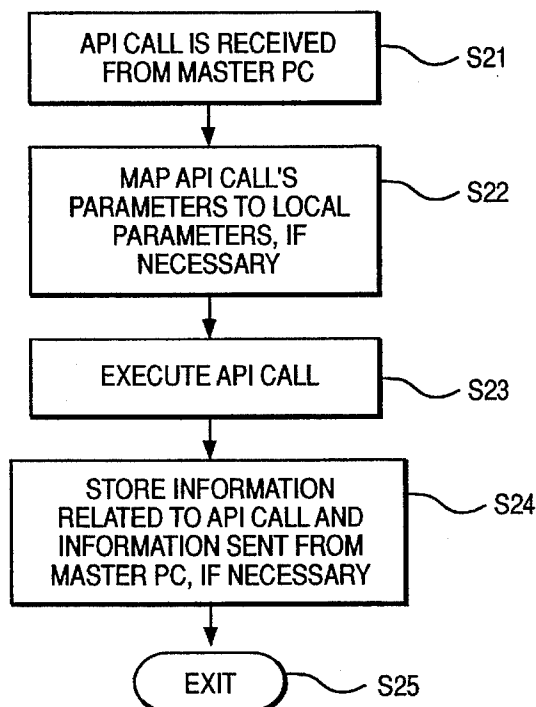 API CALL IS RECEIVED
FROM MASTER PC
S21
MAP API CALL'S
PARAMETERS TO LOCAL
PARAMETERS, IF
NECESSARY
S22
EXECUTE API CALL
S23
STORE INFORMATION
RELATED TO API CALL AND
INFORMATION SENT FROM
MASTER PC, IF NECESSARY
S24
EXIT
S25